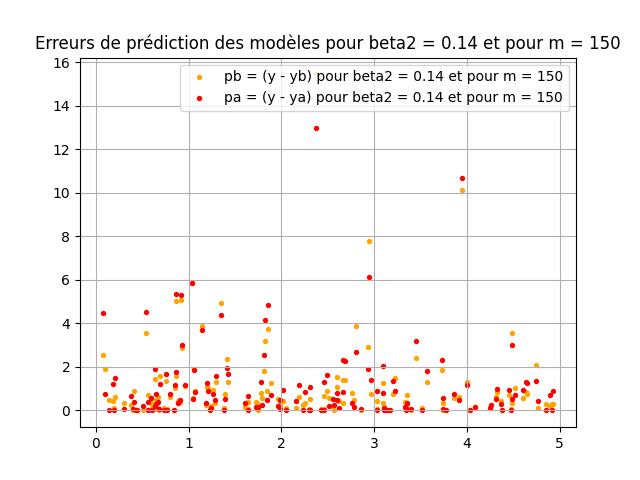 Erreurs de prédiction des modèles pour beta2 = 0.14 et pour m = 150
16
14
12
10
8
6
4
2
0
pb = (y - yb) pour beta2 = 0.14 et pour m = 150
pa = (y - ya) pour beta2 = 0.14 et pour m = 150
0 1 2 3 4 5